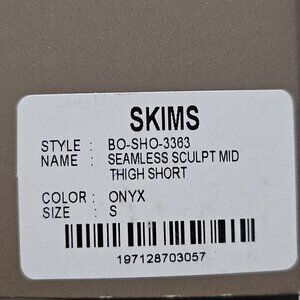 SKIMS
STYLE : BO-SHO-3363
NAME : SEAMLESS SCULPT MID
THIGH SHORT
COLOR : ONYX
SIZE : S
197128703057